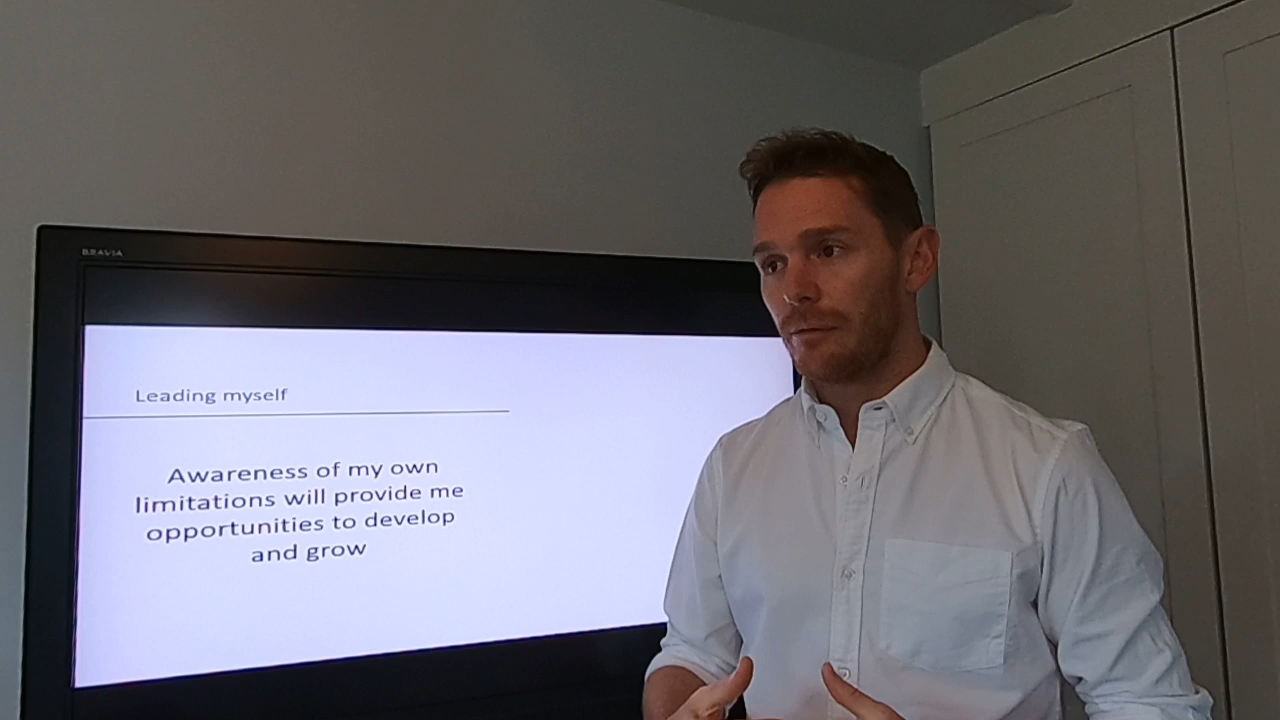 BRAVIA
Leading myself
Awareness of my own
limitations will provide me
opportunities to develop
and grow